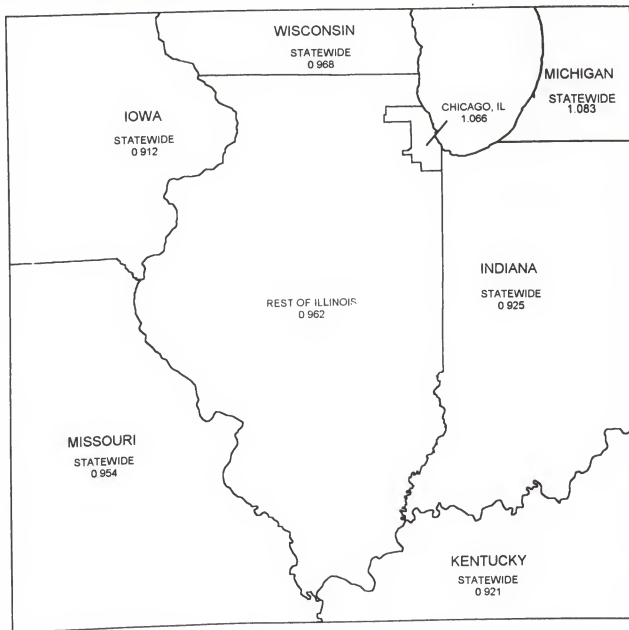 WISCONSIN
STATEWIDE
0 968
MICHIGAN
STATEWIDE
1.083
CHICAGO, IL
1.066
IOWA
STATEWIDE
0 912
INDIANA
STATEWIDE
0 925
REST OF ILLINOIS
0 962
MISSOURI
STATEWIDE
0 954
KENTUCKY
STATEWIDE
0 921